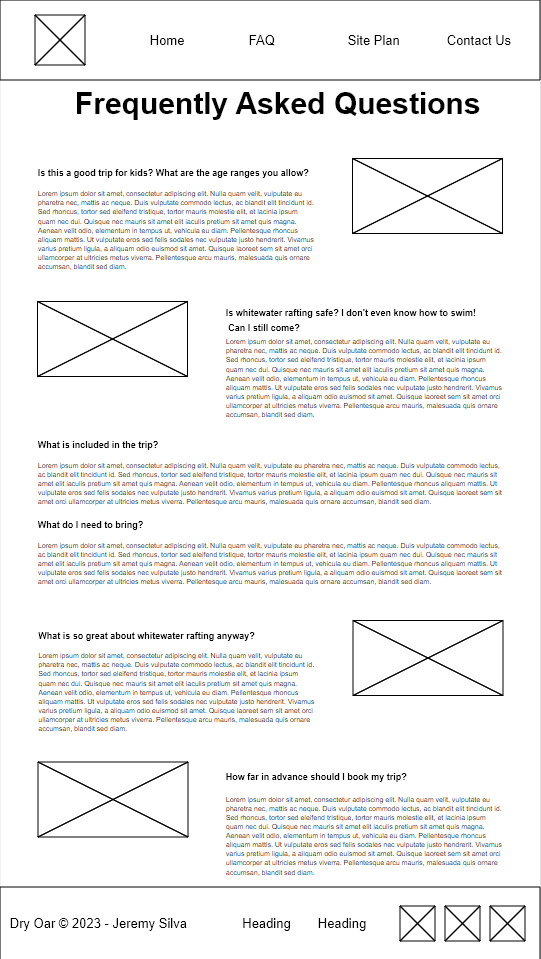 Home FAQ Site Plan Contact Us
Frequently Asked Questions
Is this a good trip for kids? What are the age ranges you allow?
Lorem ipsum dolor sit amet, consectetur adipiscing elit. Nulla quam velit, vulputate eu
pharetra nec, mattis ac neque. Duis vulputate commodo lectus, ac blandit elit tincidunt id.
Sed rhoncus, tortor sed eleifend tristique, tortor mauris molestie elit, et lacinia ipsum
quam nec dui. Quisque nec mauris sit amet elit iaculis pretium sit amet quis magna.
Aenean velit odio, elementum in tempus ut, vehicula eu diam. Pellentesque rhoncus
aliquam mattis. Ut vulputate eros sed felis sodales nec vulputate justo hendrerit. Vivamus
varius pretium ligula, a aliquam odio euismod sit amet. Quisque laoreet sem sit amet orci
ullamcorper at ultricies metus viverra. Pellentesque arcu mauris, malesuada quis ornare
accumsan, blandit sed diam.
Is whitewater rafting safe? I don't even know how to swim!
Can I still come?
Lorem ipsum dolor sit amet, consectetur adipiscing elit. Nulla quam velit, vulputate eu
pharetra nec, mattis ac neque. Duis vulputate commodo lectus, ac blandit elit tincidunt id.
Sed rhoncus, tortor sed eleifend tristique, tortor mauris molestie elit, et lacinia ipsum
quam nec dui. Quisque nec mauris sit amet elit iaculis pretium sit amet quis magna.
Aenean velit odio, elementum in tempus ut, vehicula eu diam. Pellentesque rhoncus
aliquam mattis. Ut vulputate eros sed felis sodales nec vulputate justo hendrerit. Vivamus
varius pretium ligula, a aliquam odio euismod sit amet. Quisque laoreet sem sit amet orci
ullamcorper at ultricies metus viverra. Pellentesque arcu mauris, malesuada quis ornare
accumsan, blandit sed diam.
What is included in the trip?
Lorem ipsum dolor sit amet, consectetur adipiscing elit. Nulla quam velit, vulputate eu pharetra nec, mattis ac neque. Duis vulputate commodo lectus,
ac blandit elit tincidunt id. Sed rhoncus, tortor sed eleifend tristique, tortor mauris molestie elit, et lacinia ipsum quam nec dui. Quisque nec mauris sit
amet elit iaculis pretium sit amet quis magna. Aenean velit odio, elementum in tempus ut, vehicula eu diam. Pellentesque rhoncus aliquam mattis. Ut
vulputate eros sed felis sodales nec vulputate justo hendrerit. Vivamus varius pretium ligula, a aliquam odio euismod sit amet. Quisque laoreet sem sit
amet orci ullamcorper at ultricies metus viverra. Pellentesque arcu mauris, malesuada quis ornare accumsan, blandit sed diam.
What do I need to bring?
Lorem ipsum dolor sit amet, consectetur adipiscing elit. Nulla quam velit, vulputate eu pharetra nec, mattis ac neque. Duis vulputate commodo lectus,
ac blandit elit tincidunt id. Sed rhoncus, tortor sed eleifend tristique, tortor mauris molestie elit, et lacinia ipsum quam nec dui. Quisque nec mauris sit
amet elit iaculis pretium sit amet quis magna. Aenean velit odio, elementum in tempus ut, vehicula eu diam. Pellentesque rhoncus aliquam mattis. Ut
vulputate eros sed felis sodales nec vulputate justo hendrerit. Vivamus varius pretium ligula, a aliquam odio euismod sit amet. Quisque laoreet sem sit
amet orci ullamcorper at ultricies metus viverra. Pellentesque arcu mauris, malesuada quis ornare accumsan, blandit sed diam.
What is so great about whitewater rafting anyway?
Lorem ipsum dolor sit amet, consectetur adipiscing elit. Nulla quam velit, vulputate eu
pharetra nec, mattis ac neque. Duis vulputate commodo lectus, ac blandit elit tincidunt id.
Sed rhoncus, tortor sed eleifend tristique, tortor mauris molestie elit, et lacinia ipsum
quam nec dui. Quisque nec mauris sit amet elit iaculis pretium sit amet quis magna.
Aenean velit odio, elementum in tempus ut, vehicula eu diam. Pellentesque rhoncus
aliquam mattis. Ut vulputate eros sed felis sodales nec vulputate justo hendrerit. Vivamus
varius pretium ligula, a aliquam odio euismod sit amet. Quisque laoreet sem sit amet orci
ullamcorper at ultricies metus viverra. Pellentesque arcu mauris, malesuada quis ornare
accumsan, blandit sed diam.
How far in advance should I book my trip?
Lorem ipsum dolor sit amet, consectetur adipiscing elit. Nulla quam velit, vulputate eu
pharetra nec, mattis ac neque. Duis vulputate commodo lectus, ac blandit elit tincidunt id.
Sed rhoncus, tortor sed eleifend tristique, tortor mauris molestie elit, et lacinia ipsum
quam nec dui. Quisque nec mauris sit amet elit iaculis pretium sit amet quis magna.
Aenean velit odio, elementum in tempus ut, vehicula eu diam. Pellentesque rhoncus
aliquam mattis. Ut vulputate eros sed felis sodales nec vulputate justo hendrerit. Vivamus
varius pretium ligula, a aliquam odio euismod sit amet. Quisque laoreet sem sit amet orci
ullamcorper at ultricies metus viverra. Pellentesque arcu mauris, malesuada quis ornare
accumsan, blandit sed diam.
Dry Oar © 2023 - Jeremy Silva Heading Heading